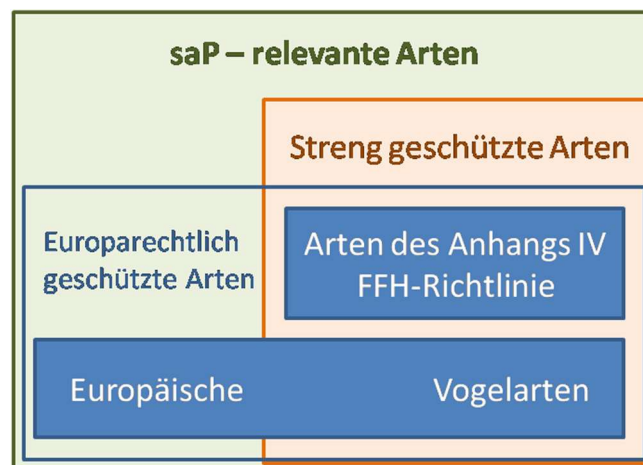 saP – relevante Arten
Streng geschützte Arten
Europarechtlich
geschützte Arten
Arten des Anhangs IV
FFH-Richtlinie
Europäische Vogelarten